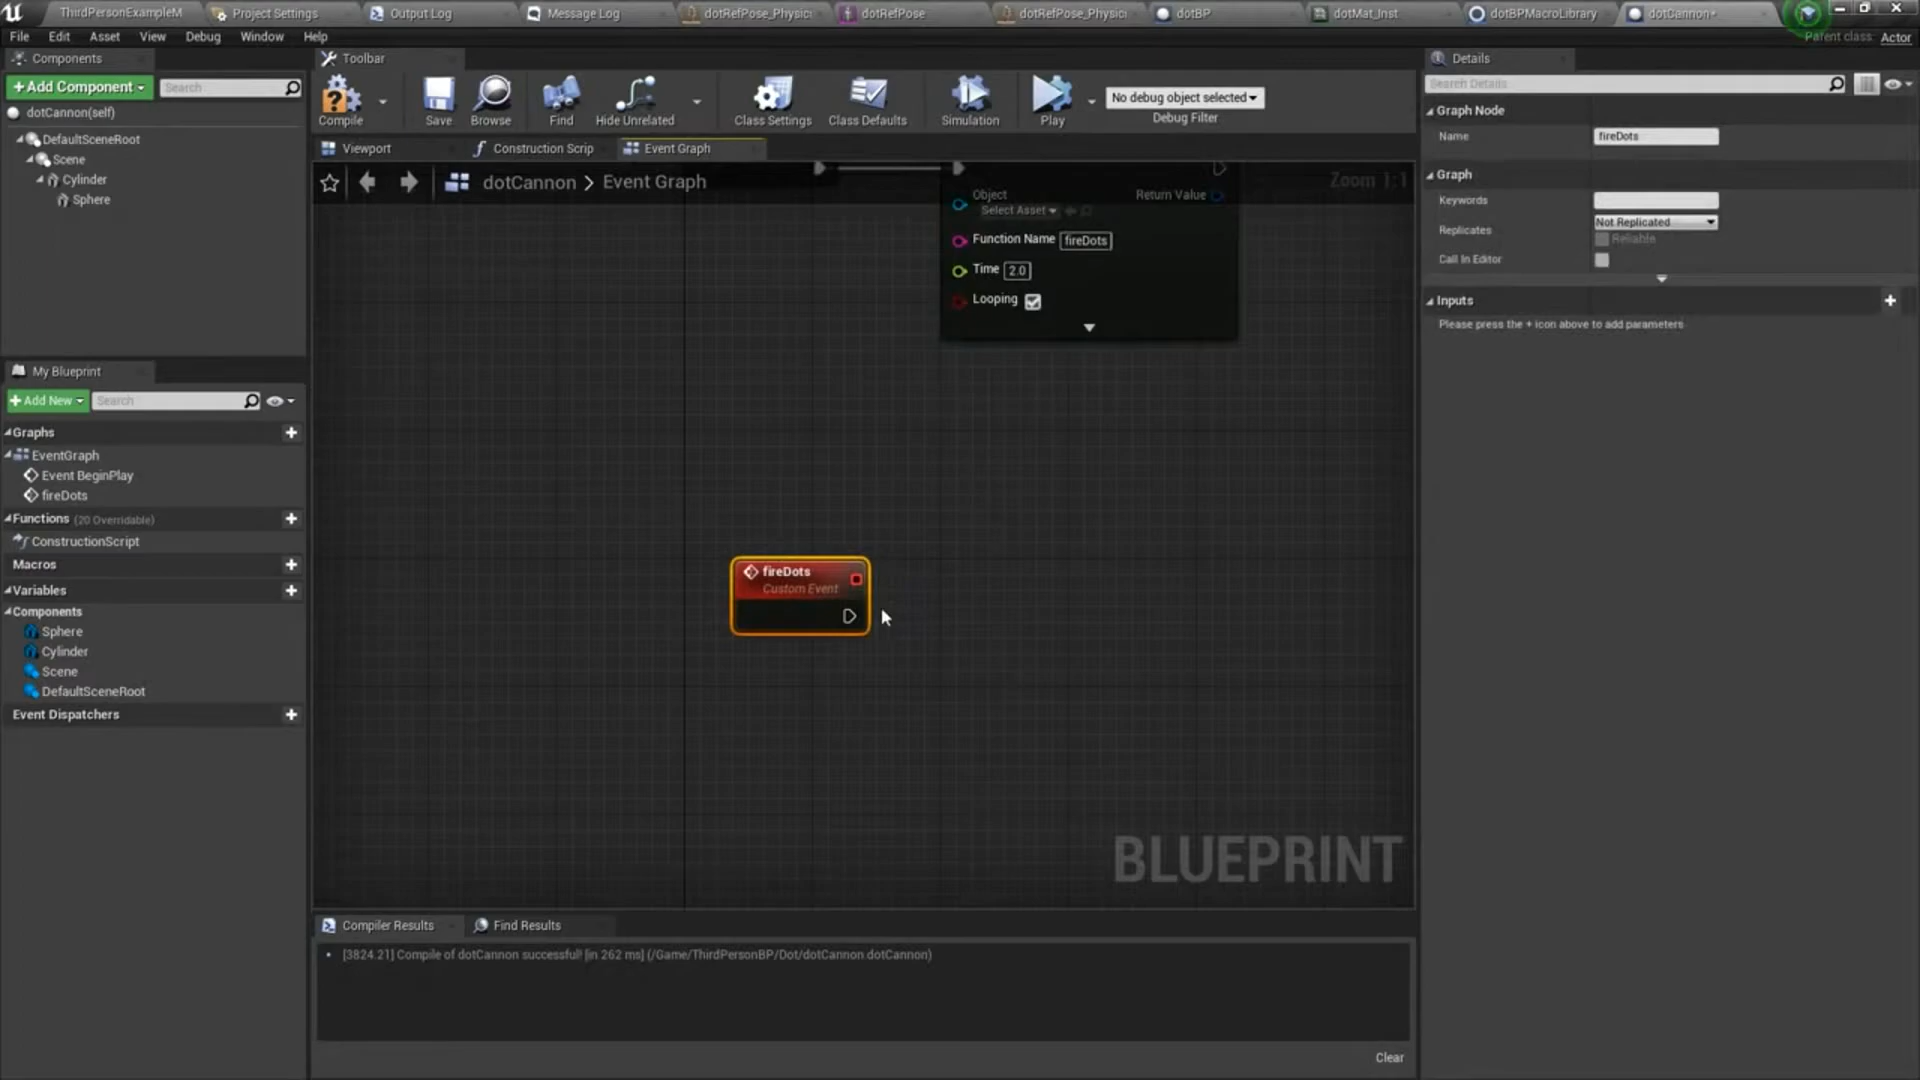 ThirdPersonExampleM
Project Settings
Output Log
Message Log
dotRefPose_Physic
dotRefPose
dotRefPose_Physic
dotBP
dotMat_Inst
dotBPMacroLibrary
dotCannon*
File Edit Asset View Debug Window Help
Parent class: Actor
Components
+Add Component
Search
dotCannon(self)
DefaultSceneRoot
Scene
Cylinder
Sphere
Toolbar
Compile
Save
Browse
Find
Hide Unrelated
Class Settings
Class Defaults
Simulation
Play
No debug object selected
Debug Filter
Viewport
Construction Scrip
Event Graph
dotCannon > Event Graph
Zoom 1:1
Object
Select Asset
Return Value
Function Name fireDots
Time 2.0
Looping
fireDots
Custom Event
BLUEPRINT
My Blueprint
+Add New
Search
Graphs
EventGraph
Event BeginPlay
fireDots
Functions (20 Overridable)
ConstructionScript
Macros
Variables
Components
Sphere
Cylinder
Scene
DefaultSceneRoot
Event Dispatchers
Compiler Results
Find Results
[3824.21] Compile of dotCannon successful! [in 262 ms] (/Game/ThirdPersonBP/Dot/dotCannon.dotCannon)
Clear
Details
Search Details
Graph Node
Name fireDots
Graph
Keywords
Replicates Not Replicated
Reliable
Call In Editor
Inputs
Please press the + icon above to add parameters